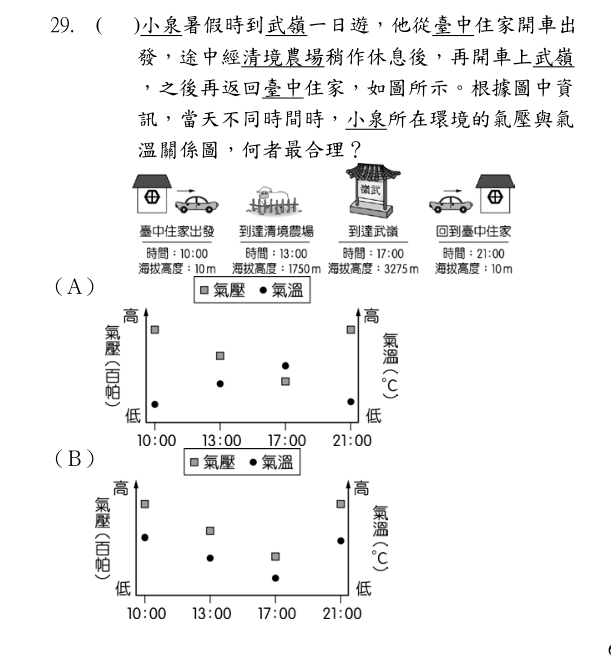 29. (　　)小泉暑假時到武嶺一日遊，他從臺中住家開車出
發，途中經清境農場稍作休息後，再開車上武嶺
，之後再返回臺中住家，如圖所示。根據圖中資
訊，當天不同時間時，小泉所在環境的氣壓與氣
溫關係圖，何者最合理？
嶺武
臺中住家出發 到達清境農場 到達武嶺 回到臺中住家
時間：10:00 時間：13:00 時間：17:00 時間：21:00
海拔高度：10m 海拔高度：1750m 海拔高度：3275m 海拔高度：10m
(A)
氣壓 氣溫
高 高
氣壓(百帕) 氣溫(℃)
低 低
10:00 13:00 17:00 21:00
(B)
氣壓 氣溫
高 高
氣壓(百帕) 氣溫(℃)
低 低
10:00 13:00 17:00 21:00